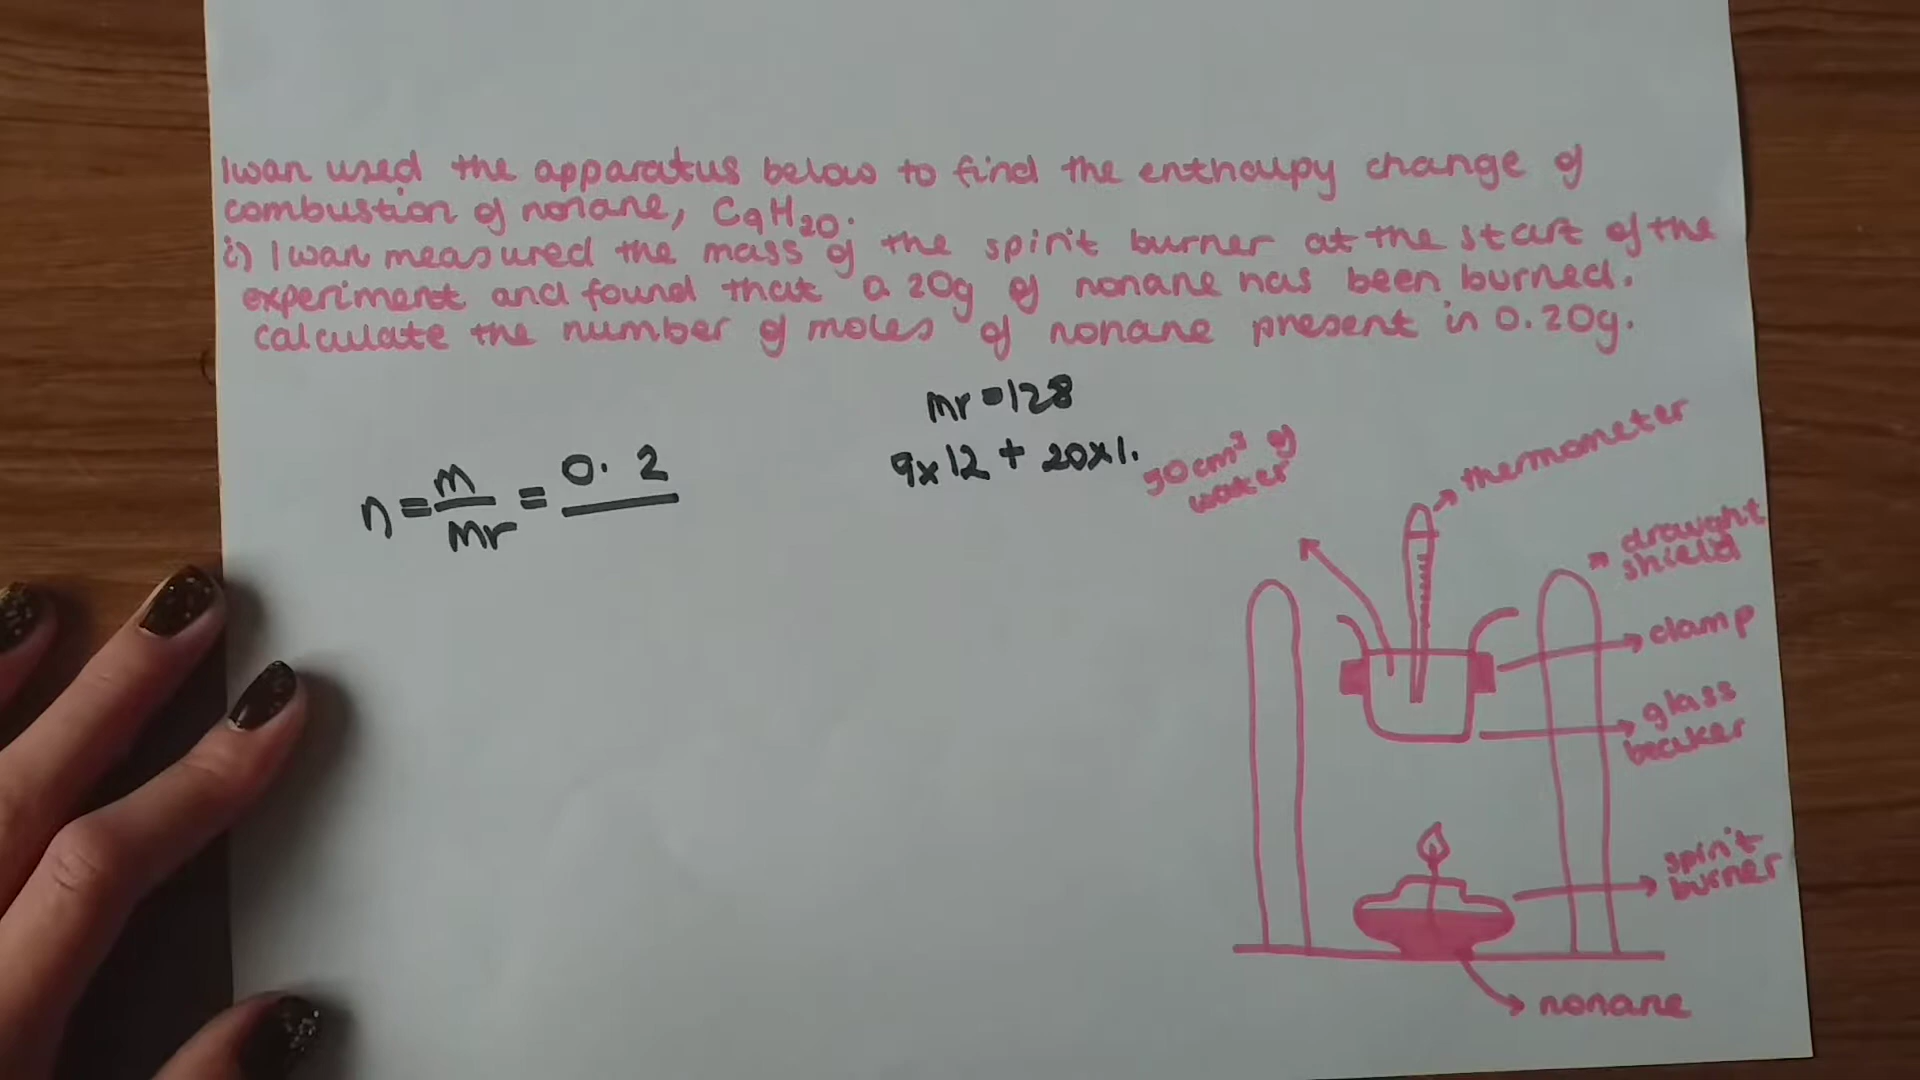 Iwan used the apparatus below to find the enthalpy change of
combustion of nonane, C9H20.
i) Iwan measured the mass of the spirit burner at the start of the
experiment and found that a 20g of nonane has been burned.
calculate the number of moles of nonane present in 0.20g.
mr = 128
9x12 + 20x1.
n = m/mr = 0.2
50cm³ of
water
thermometer
draught
shield
clamp
glass
beaker
spirit
burner
nonane